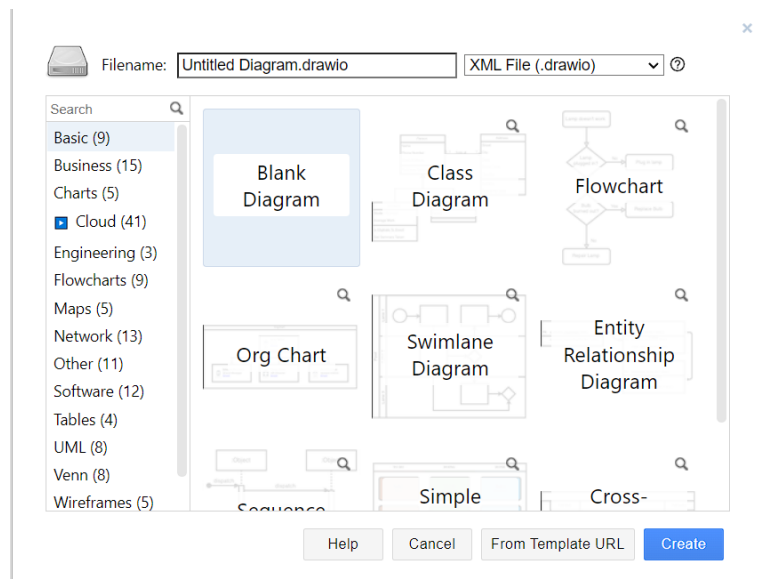 Filename: Untitled Diagram.drawio XML File (.drawio)
Search
Basic (9)
Business (15)
Charts (5)
Cloud (41)
Engineering (3)
Flowcharts (9)
Maps (5)
Network (13)
Other (11)
Software (12)
Tables (4)
UML (8)
Venn (8)
Wireframes (5)
Blank
Diagram
Class
Diagram
Flowchart
Org Chart
Swimlane
Diagram
Entity
Relationship
Diagram
Sequence
Simple
Cross-
Help Cancel From Template URL Create